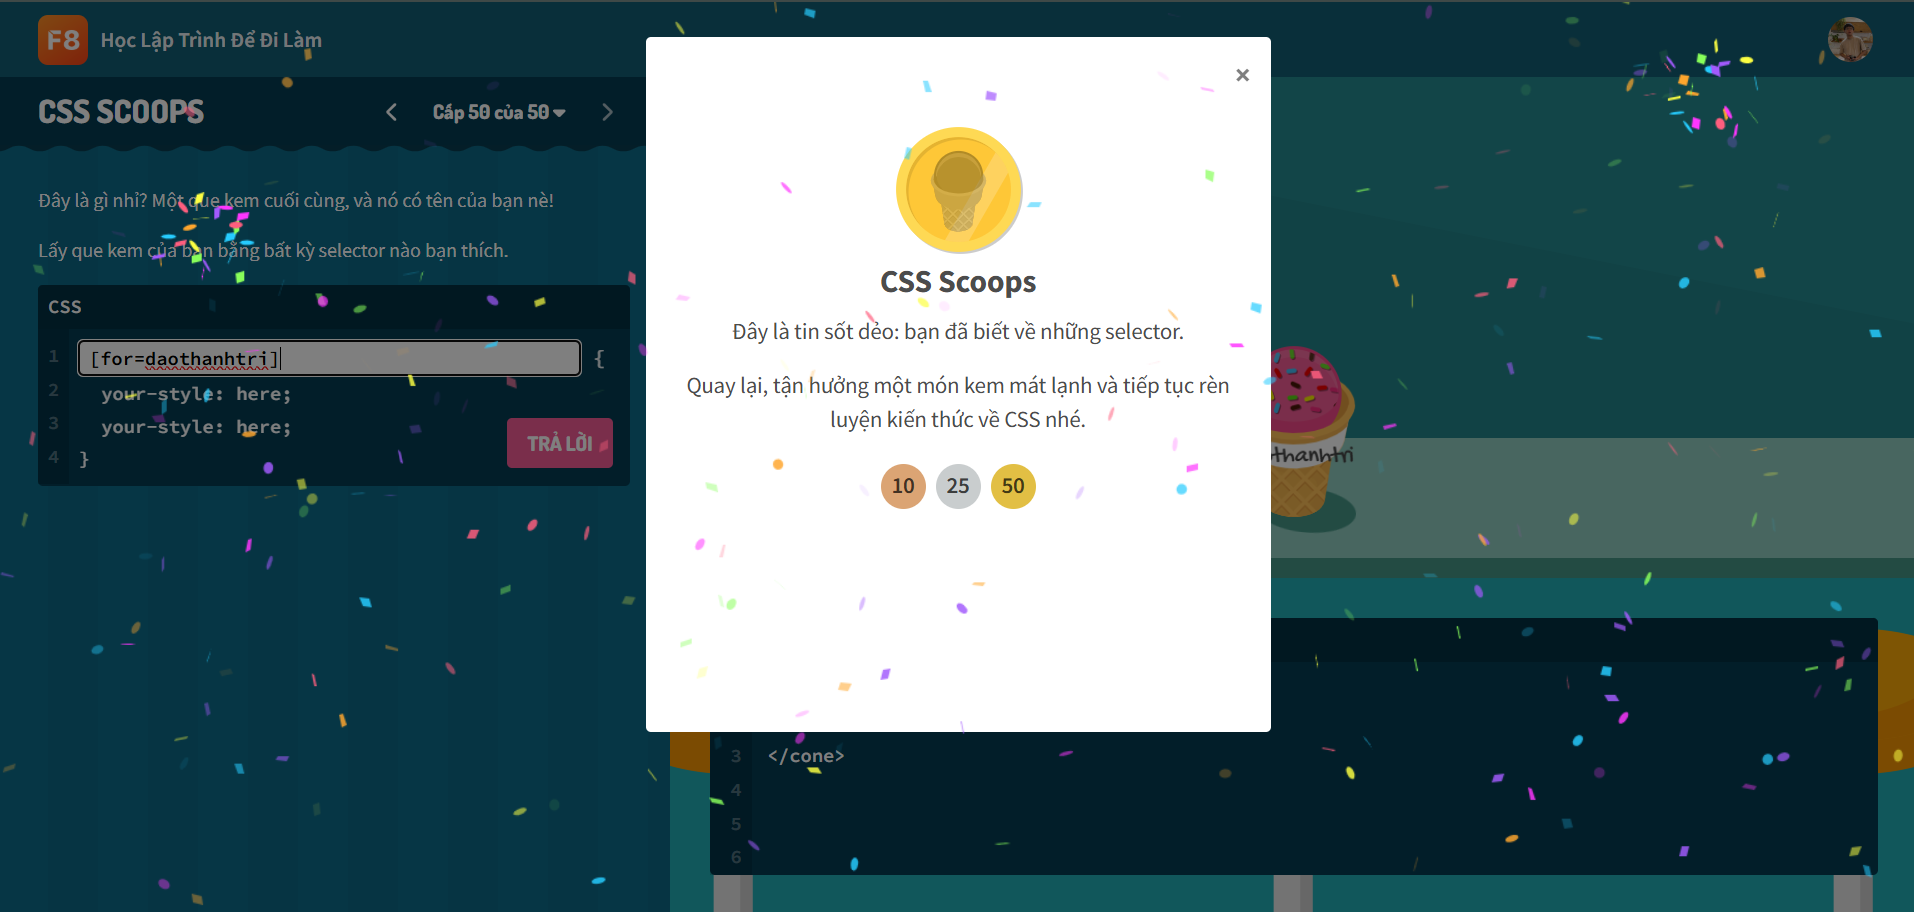 F8 Học Lập Trình Để Đi Làm
CSS SCOOPS
Cấp 50 của 50
Đây là gì nhỉ? Một que kem cuối cùng, và nó có tên của bạn nè!
Lấy que kem của bạn bằng bất kỳ selector nào bạn thích.
CSS
1 [for=daothanhtri] {
2 your-style: here;
3 your-style: here;
4 }
TRẢ LỜI
×
CSS Scoops
Đây là tin sốt dẻo: bạn đã biết về những selector.
Quay lại, tận hưởng một món kem mát lạnh và tiếp tục rèn
luyện kiến thức về CSS nhé.
10 25 50
thanhtri
3 </cone>
4
5
6